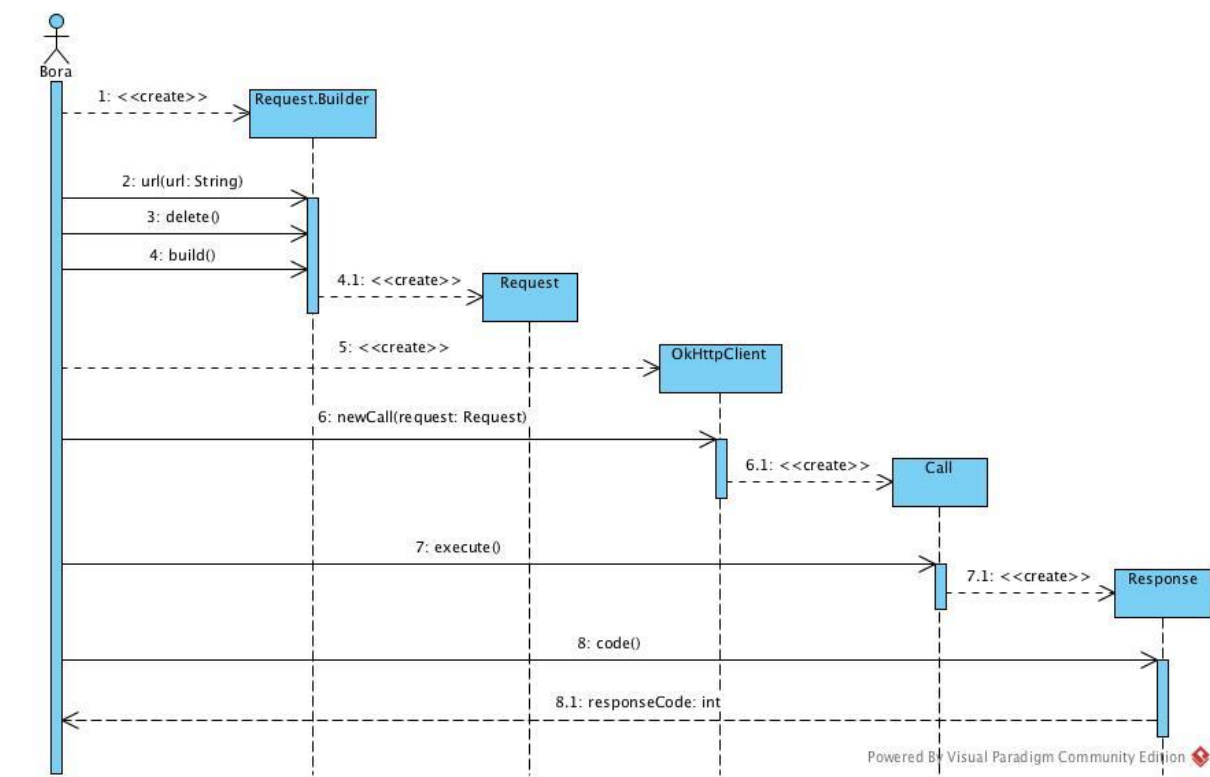 Bora
1: <<create>>
Request.Builder
2: url(url: String)
3: delete()
4: build()
4.1: <<create>>
Request
5: <<create>>
OkHttpClient
6: newCall(request: Request)
6.1: <<create>>
Call
7: execute()
7.1: <<create>>
Response
8: code()
8.1: responseCode: int
Powered By Visual Paradigm Community Edition